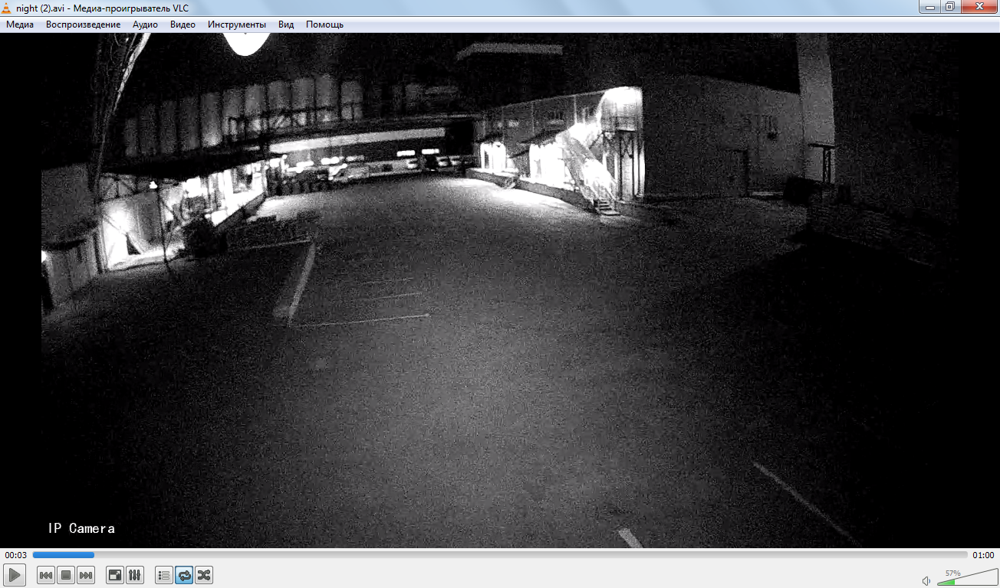 night (2).avi - Медиа-проигрыватель VLC
Медиа Воспроизведение Аудио Видео Инструменты Вид Помощь
IP Camera
00:03 01:00
57%